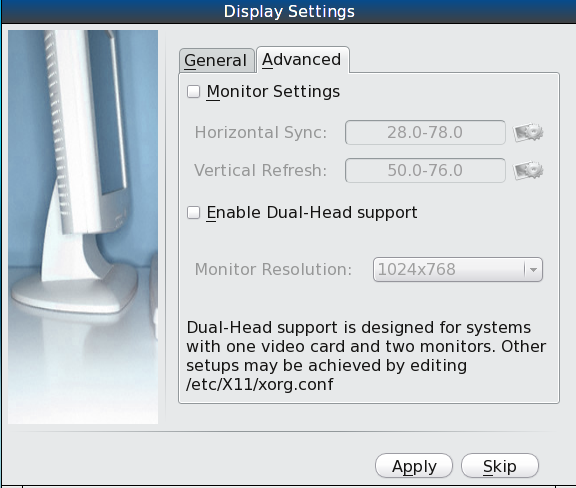 Display Settings
General
Advanced
Monitor Settings
Horizontal Sync: 28.0-78.0
Vertical Refresh: 50.0-76.0
Enable Dual-Head support
Monitor Resolution: 1024x768
Dual-Head support is designed for systems
with one video card and two monitors. Other
setups may be achieved by editing
/etc/X11/xorg.conf
Apply
Skip